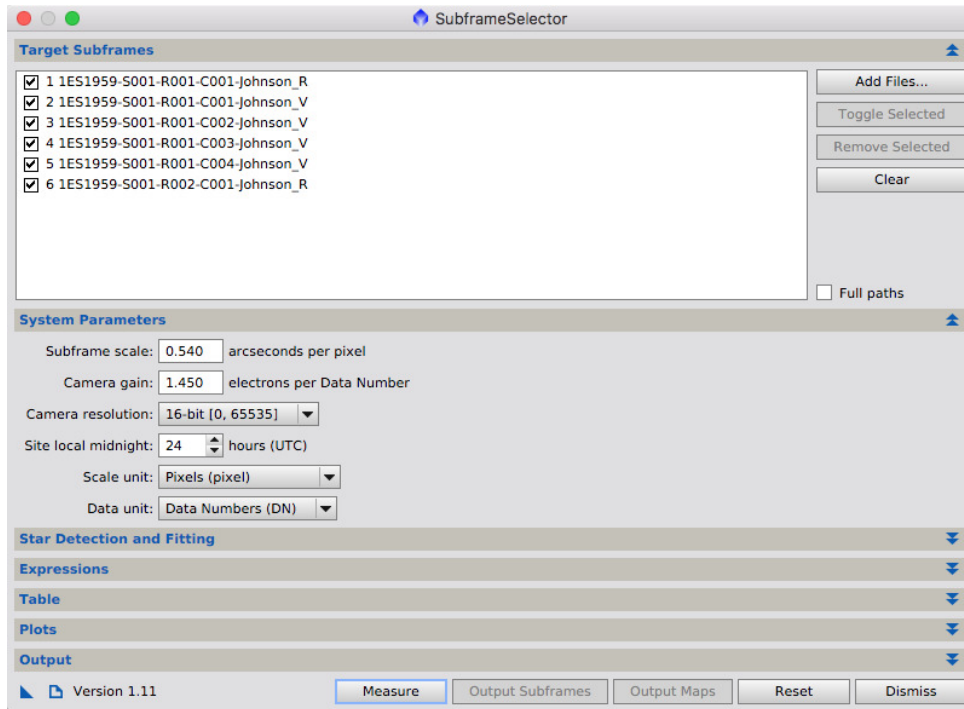 SubframeSelector
Target Subframes
1 1ES1959-S001-R001-C001-Johnson_R
2 1ES1959-S001-R001-C001-Johnson_V
3 1ES1959-S001-R001-C002-Johnson_V
4 1ES1959-S001-R001-C003-Johnson_V
5 1ES1959-S001-R001-C004-Johnson_V
6 1ES1959-S001-R002-C001-Johnson_R
Add Files...
Toggle Selected
Remove Selected
Clear
Full paths
System Parameters
Subframe scale: 0.540 arcseconds per pixel
Camera gain: 1.450 electrons per Data Number
Camera resolution: 16-bit [0, 65535]
Site local midnight: 24 hours (UTC)
Scale unit: Pixels (pixel)
Data unit: Data Numbers (DN)
Star Detection and Fitting
Expressions
Table
Plots
Output
Version 1.11 Measure Output Subframes Output Maps Reset Dismiss